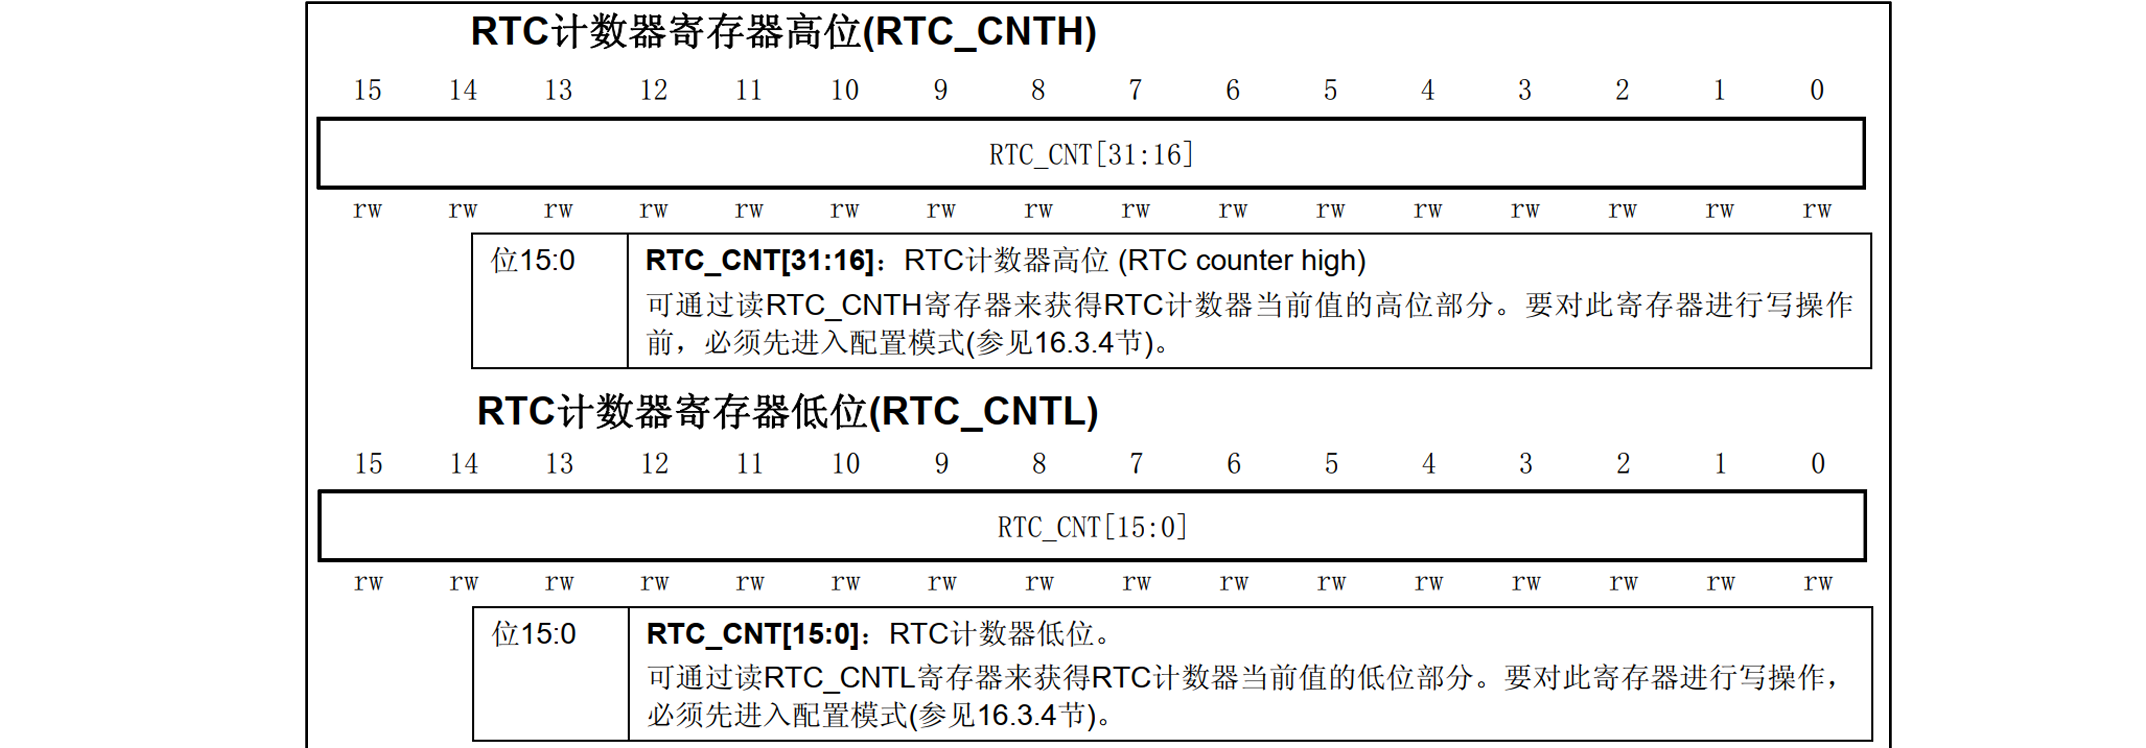 RTC计数器寄存器高位(RTC_CNTH)
15 14 13 12 11 10 9 8 7 6 5 4 3 2 1 0
RTC_CNT[31:16]
rw rw rw rw rw rw rw rw rw rw rw rw rw rw rw rw
位15:0 RTC_CNT[31:16]：RTC计数器高位 (RTC counter high)
可通过读RTC_CNTH寄存器来获得RTC计数器当前值的高位部分。要对此寄存器进行写操作
前，必须先进入配置模式(参见16.3.4节)。
RTC计数器寄存器低位(RTC_CNTL)
15 14 13 12 11 10 9 8 7 6 5 4 3 2 1 0
RTC_CNT[15:0]
rw rw rw rw rw rw rw rw rw rw rw rw rw rw rw rw
位15:0 RTC_CNT[15:0]：RTC计数器低位。
可通过读RTC_CNTL寄存器来获得RTC计数器当前值的低位部分。要对此寄存器进行写操作，
必须先进入配置模式(参见16.3.4节)。